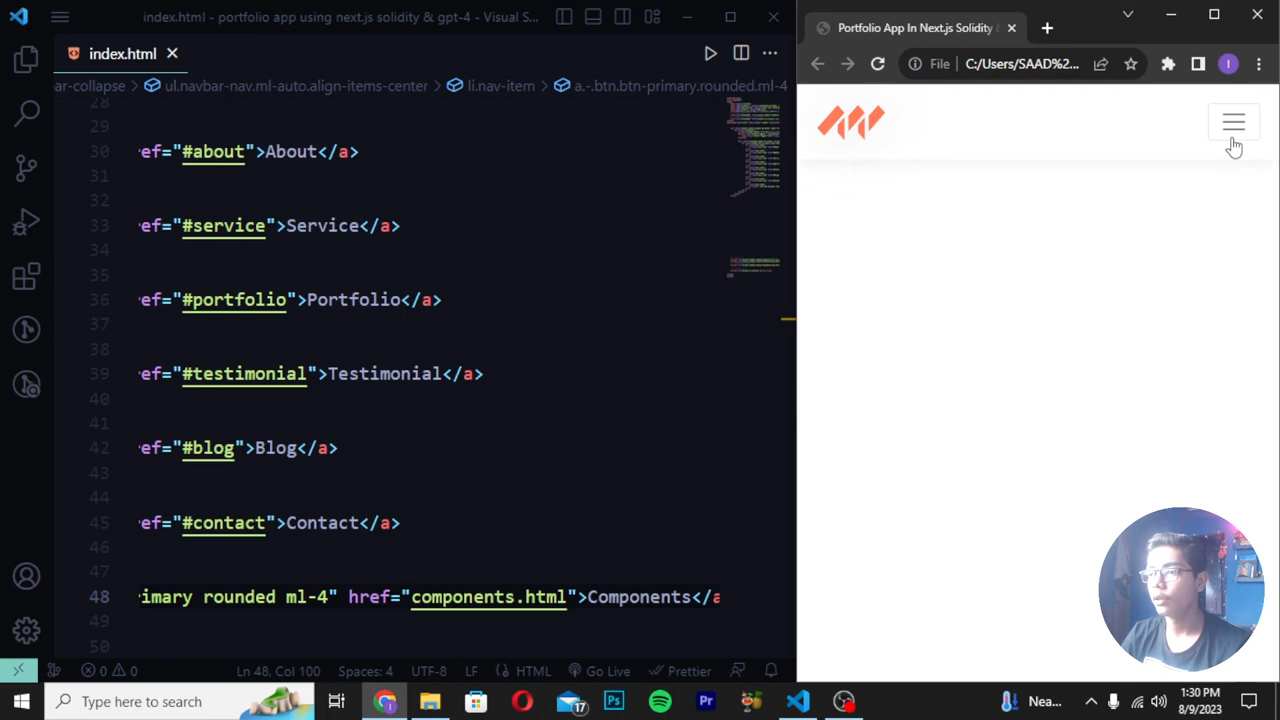 index.html - portfolio app using next.js solidity & gpt-4 - Visual S...
index.html
ar-collapse > ul.navbar-nav.ml-auto.align-items-center > li.nav-item > a.-.btn.btn-primary.rounded.ml-4
28
29
30 ef="#about">About</a>
31
32
33 ef="#service">Service</a>
34
35
36 ef="#portfolio">Portfolio</a>
37
38
39 ef="#testimonial">Testimonial</a>
40
41
42 ef="#blog">Blog</a>
43
44
45 ef="#contact">Contact</a>
46
47
48 imary rounded ml-4" href="components.html">Components</a
49
50
0 0 Ln 48, Col 100 Spaces: 4 UTF-8 LF HTML Go Live Prettier
Portfolio App In Next.js Solidity &
File C:/Users/SAAD%2...
I
Type here to search
17
Ps
Pr
Nea...
1:30 PM
8/9/2023